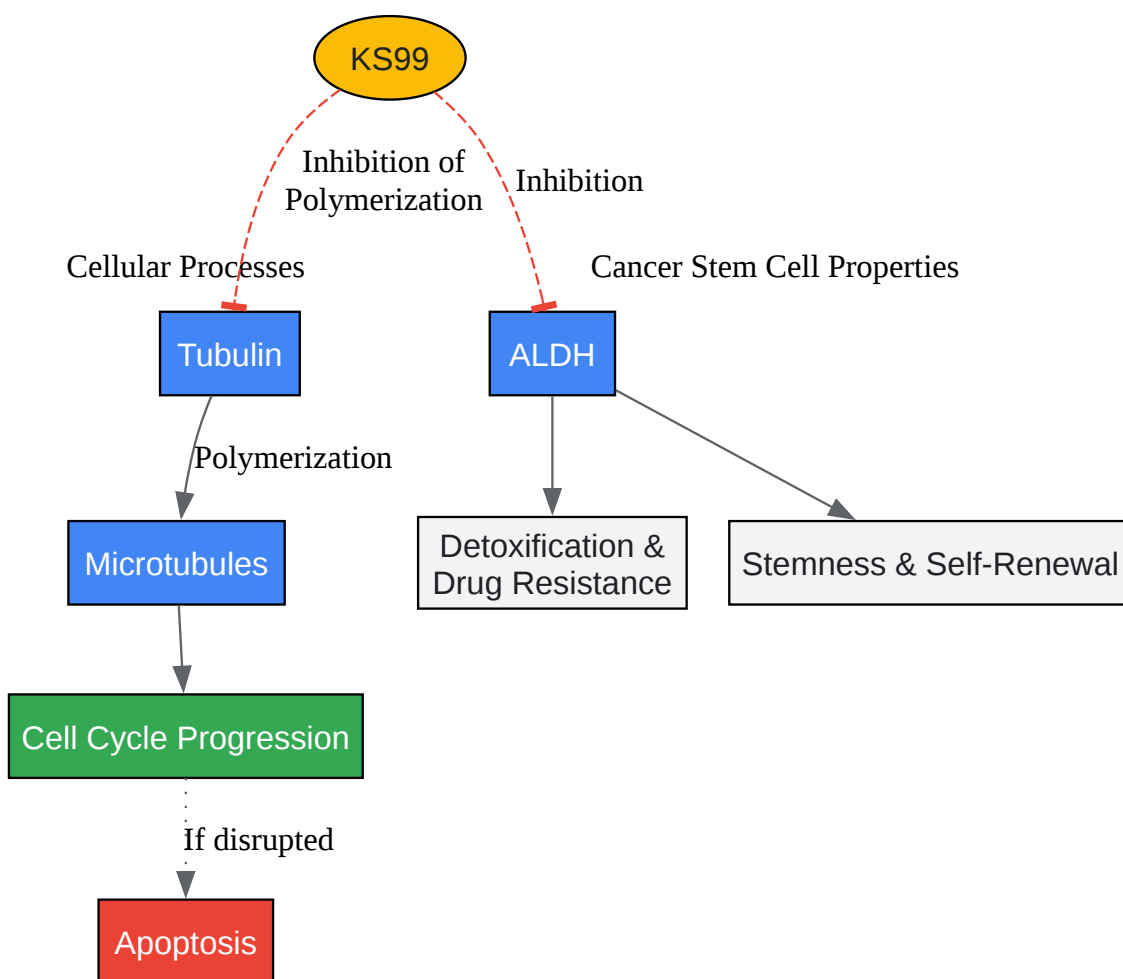 KS99
Inhibition of
Polymerization
Inhibition
Cellular Processes
Cancer Stem Cell Properties
Tubulin
ALDH
Polymerization
Microtubules
Detoxification &
Drug Resistance
Stemness & Self-Renewal
Cell Cycle Progression
If disrupted
Apoptosis